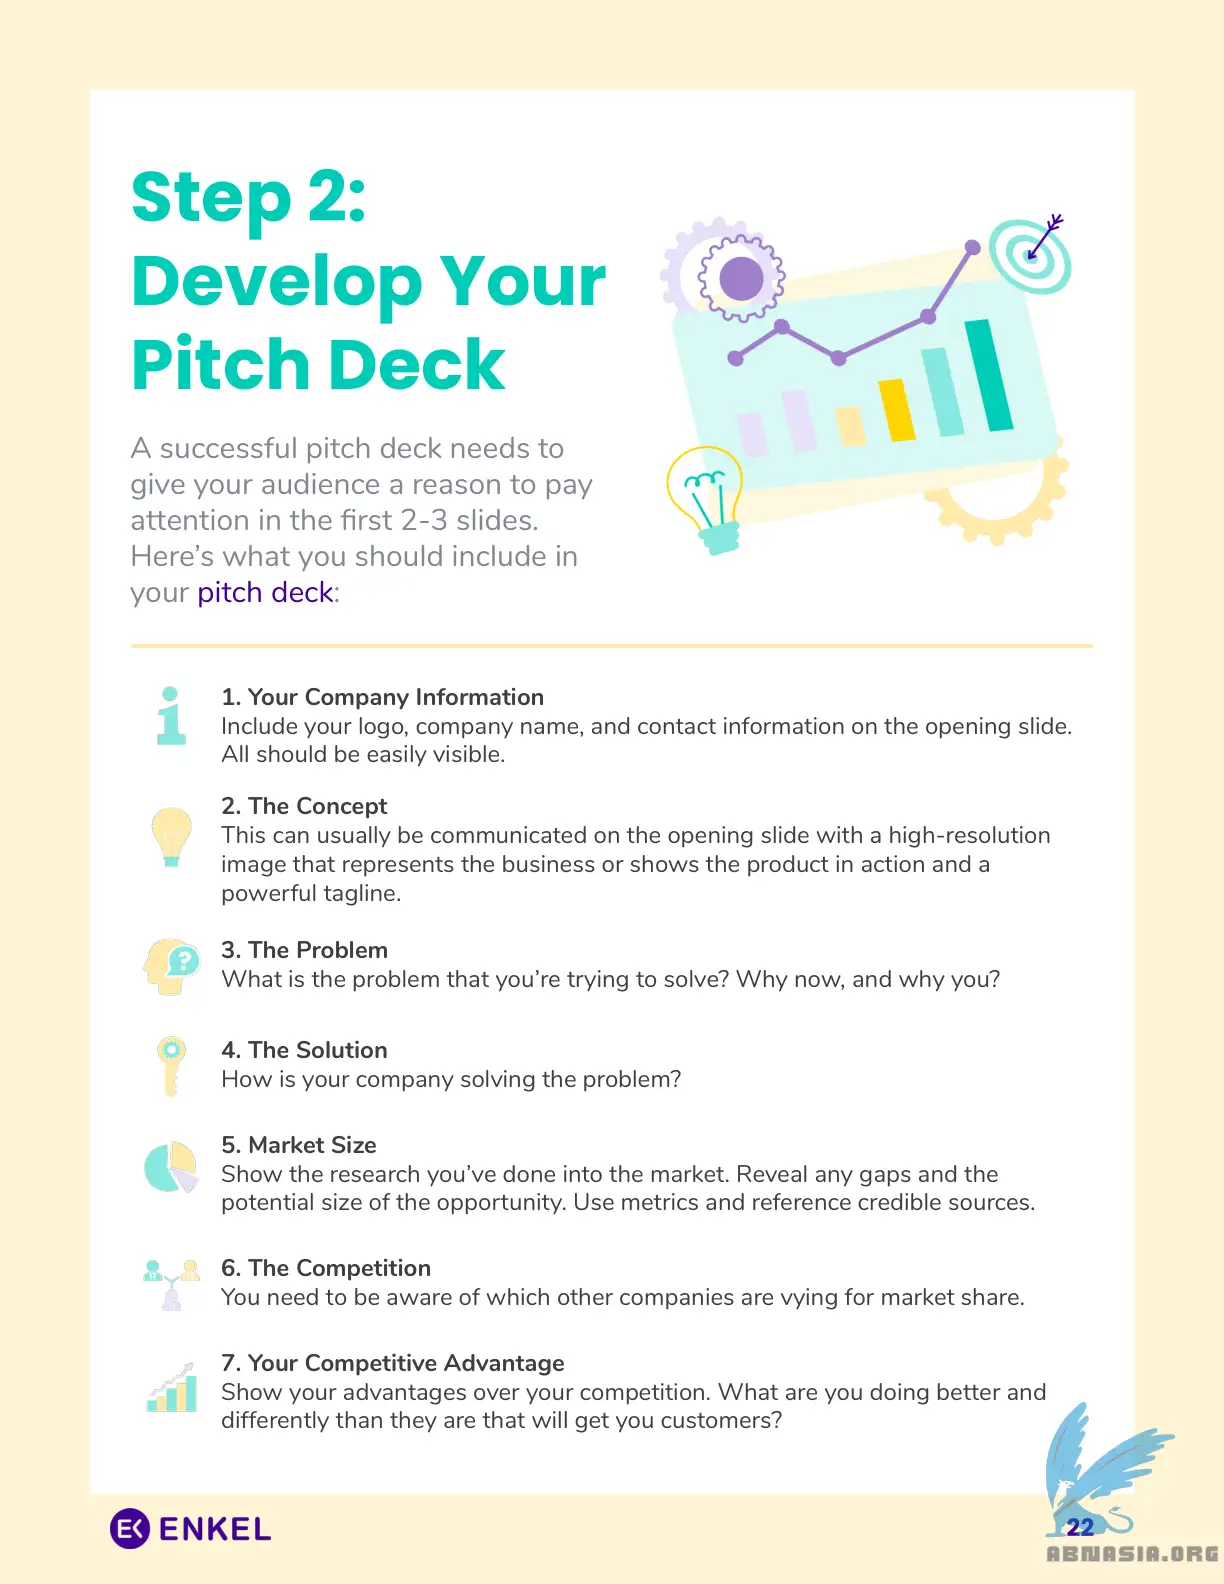 Step 2:
Develop Your
Pitch Deck
A successful pitch deck needs to
give your audience a reason to pay
attention in the first 2-3 slides.
Here's what you should include in
your pitch deck:
1. Your Company Information
Include your logo, company name, and contact information on the opening slide.
All should be easily visible.
2. The Concept
This can usually be communicated on the opening slide with a high-resolution
image that represents the business or shows the product in action and a
powerful tagline.
?
3. The Problem
What is the problem that you're trying to solve? Why now, and why you?
4. The Solution
How is your company solving the problem?
5. Market Size
Show the research you've done into the market. Reveal any gaps and the
potential size of the opportunity. Use metrics and reference credible sources.
6. The Competition
You need to be aware of which other companies are vying for market share.
7. Your Competitive Advantage
Show your advantages over your competition. What are you doing better and
differently than they are that will get you customers?
EK ENKEL
22
ABNASIA.ORG